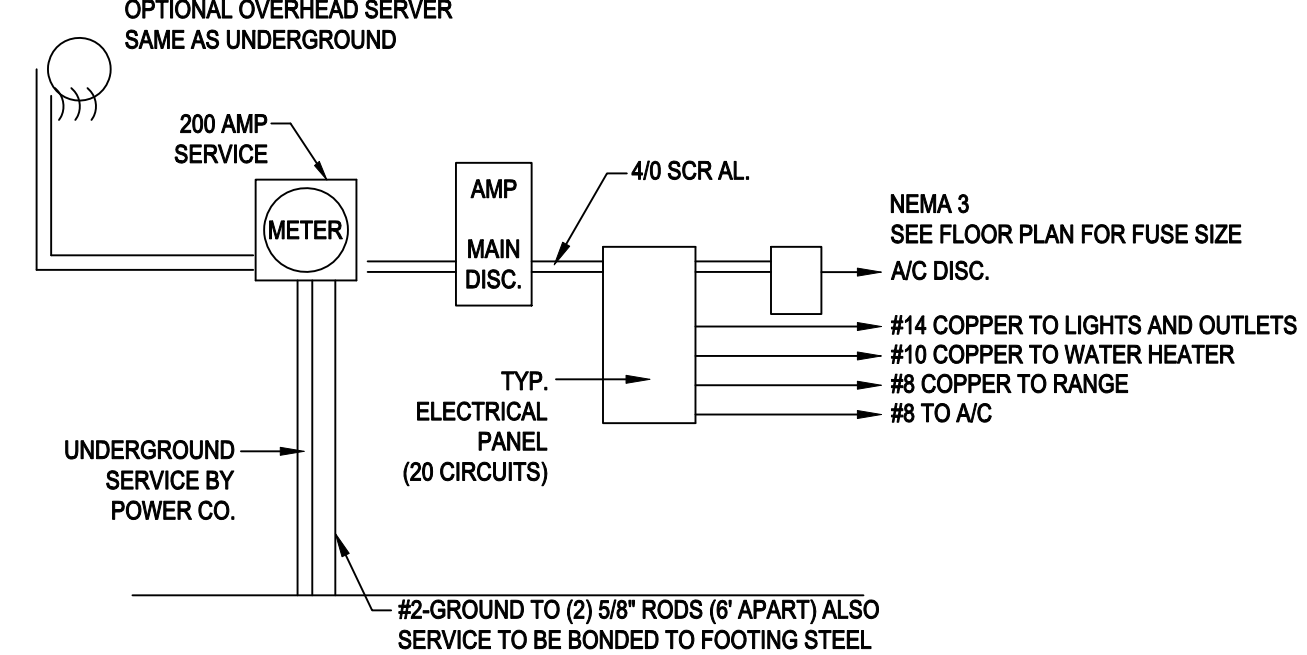 OPTIONAL OVERHEAD SERVER
SAME AS UNDERGROUND
200 AMP
SERVICE
METER
AMP
MAIN
DISC.
4/0 SCR AL.
NEMA 3
SEE FLOOR PLAN FOR FUSE SIZE
A/C DISC.
#14 COPPER TO LIGHTS AND OUTLETS
#10 COPPER TO WATER HEATER
#8 COPPER TO RANGE
#8 TO A/C
TYP.
ELECTRICAL
PANEL
(20 CIRCUITS)
UNDERGROUND
SERVICE BY
POWER CO.
#2-GROUND TO (2) 5/8" RODS (6' APART) ALSO
SERVICE TO BE BONDED TO FOOTING STEEL